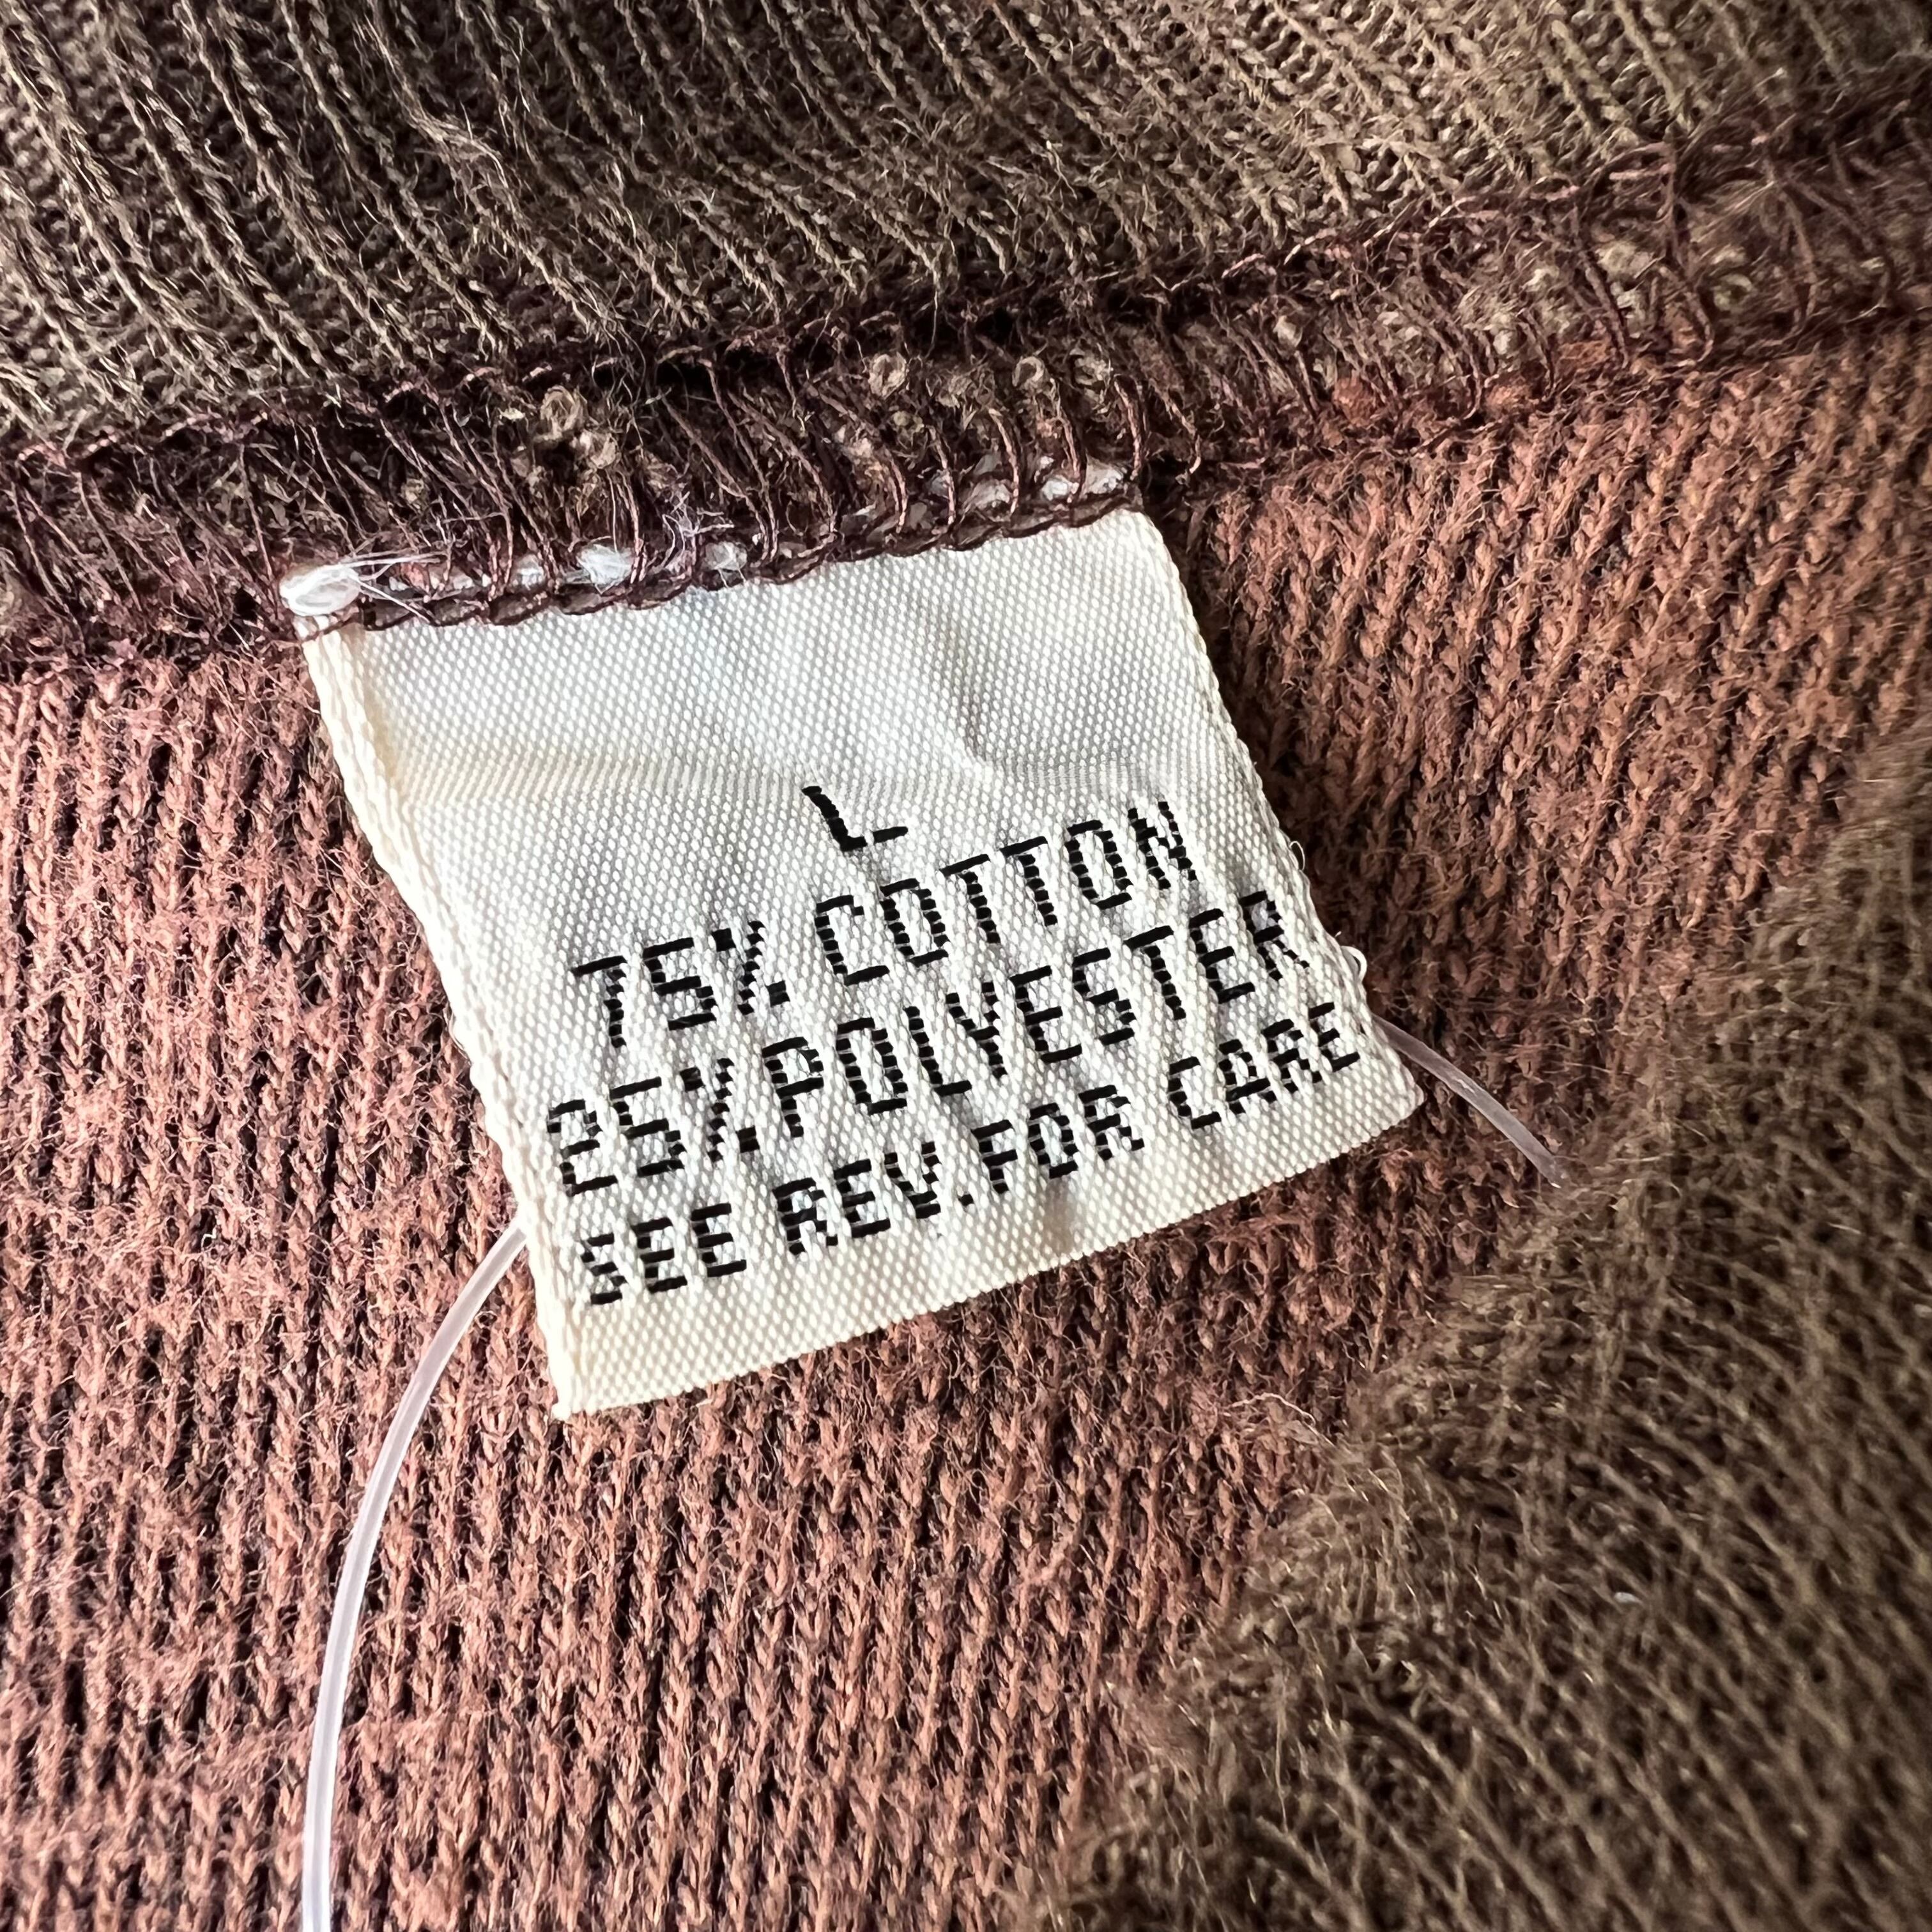 L
75% COTTON
25% POLYESTER
SEE REV. FOR CARE